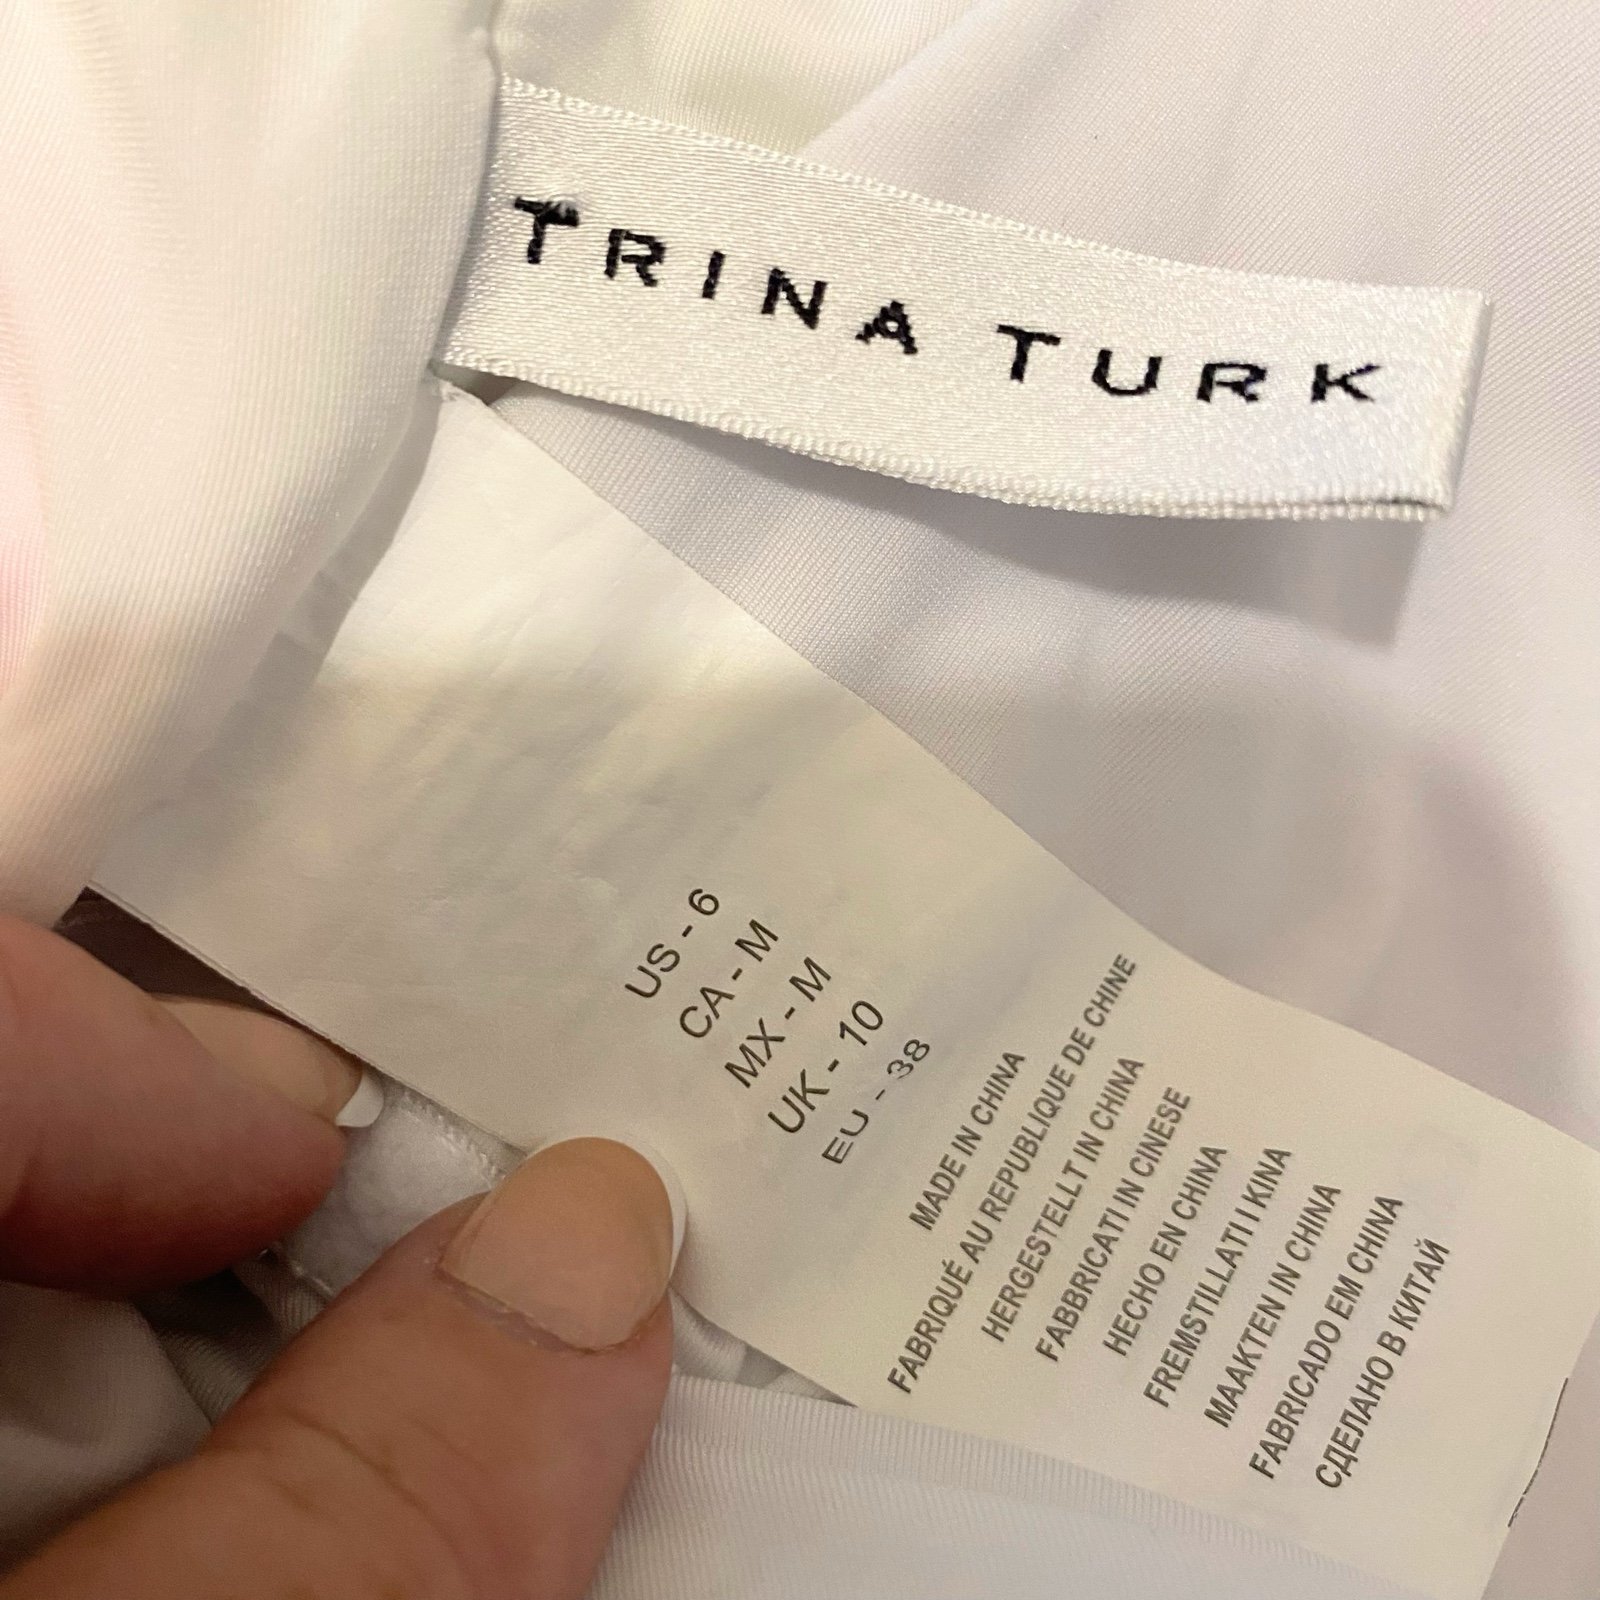 TRINA TURK
US - 6
CA - M
MX - M
UK - 10
EU - 38
MADE IN CHINA
FABRIQUÉ AU REPUBLIQUE DE CHINE
HERGESTELLT IN CHINA
FABBRICATI IN CINESE
HECHO EN CHINA
FREMSTILLATI I KINA
MAAKTEN IN CHINA
FABRICADO EM CHINA
СДЕЛАНО В КИТАЙ